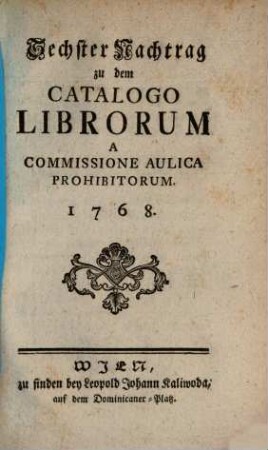 Sechster Nachtrag
zu dem
CATALOGO
LIBRORUM
A
COMMISSIONE AULICA
PROHIBITORUM.
1768.
WIEN,
zu finden bey Leopold Johann Kaliwoda,
auf dem Dominicaner-Platz.